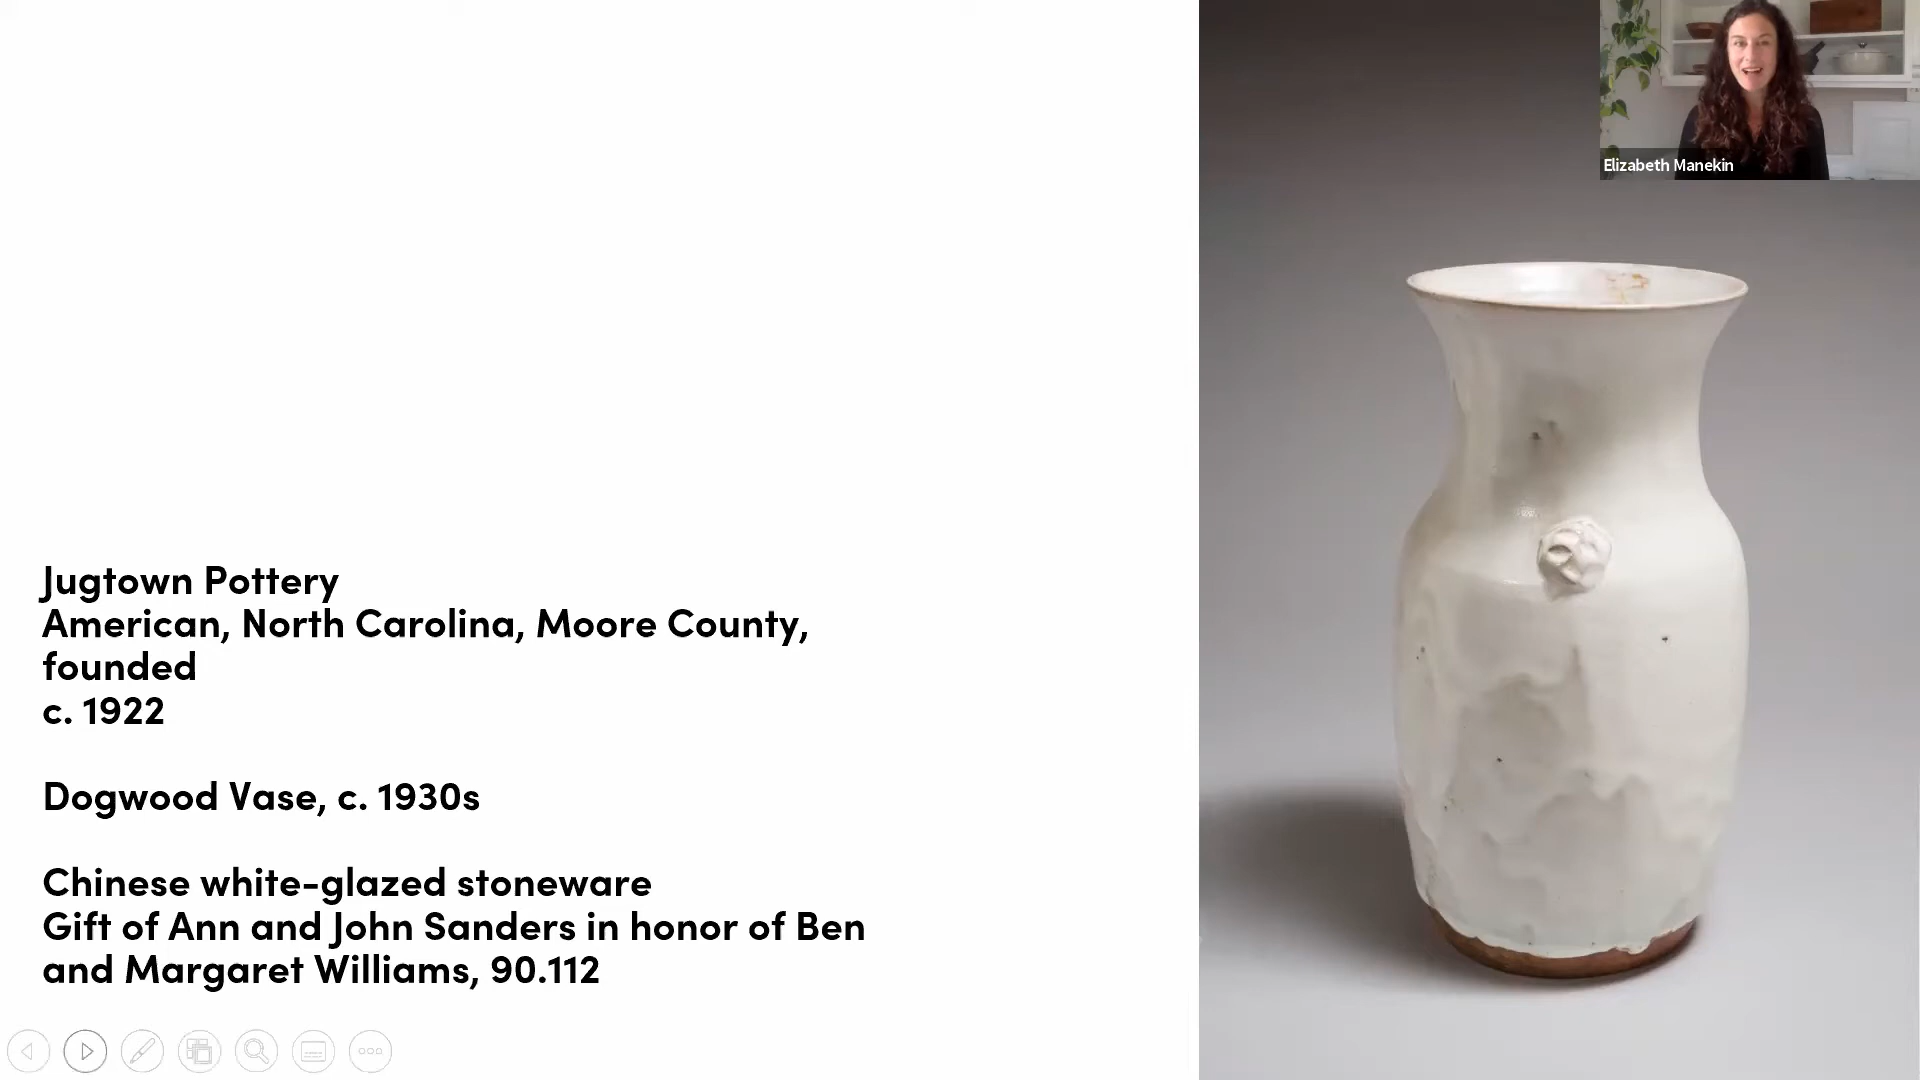 Elizabeth Manekin
Jugtown Pottery
American, North Carolina, Moore County,
founded
c. 1922
Dogwood Vase, c. 1930s
Chinese white-glazed stoneware
Gift of Ann and John Sanders in honor of Ben
and Margaret Williams, 90.112